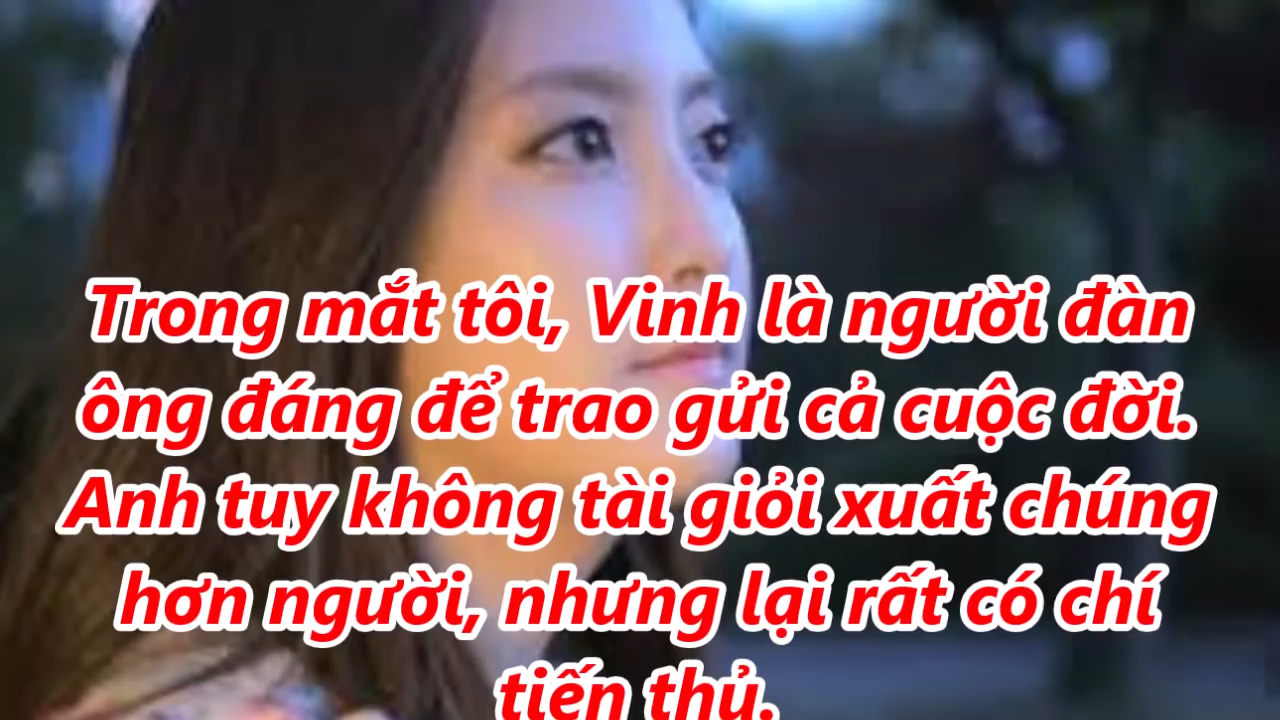 Trong mắt tôi, Vinh là người đàn
ông đáng để trao gửi cả cuộc đời.
Anh tuy không tài giỏi xuất chúng
hơn người, nhưng lại rất có chí
tiến thủ.